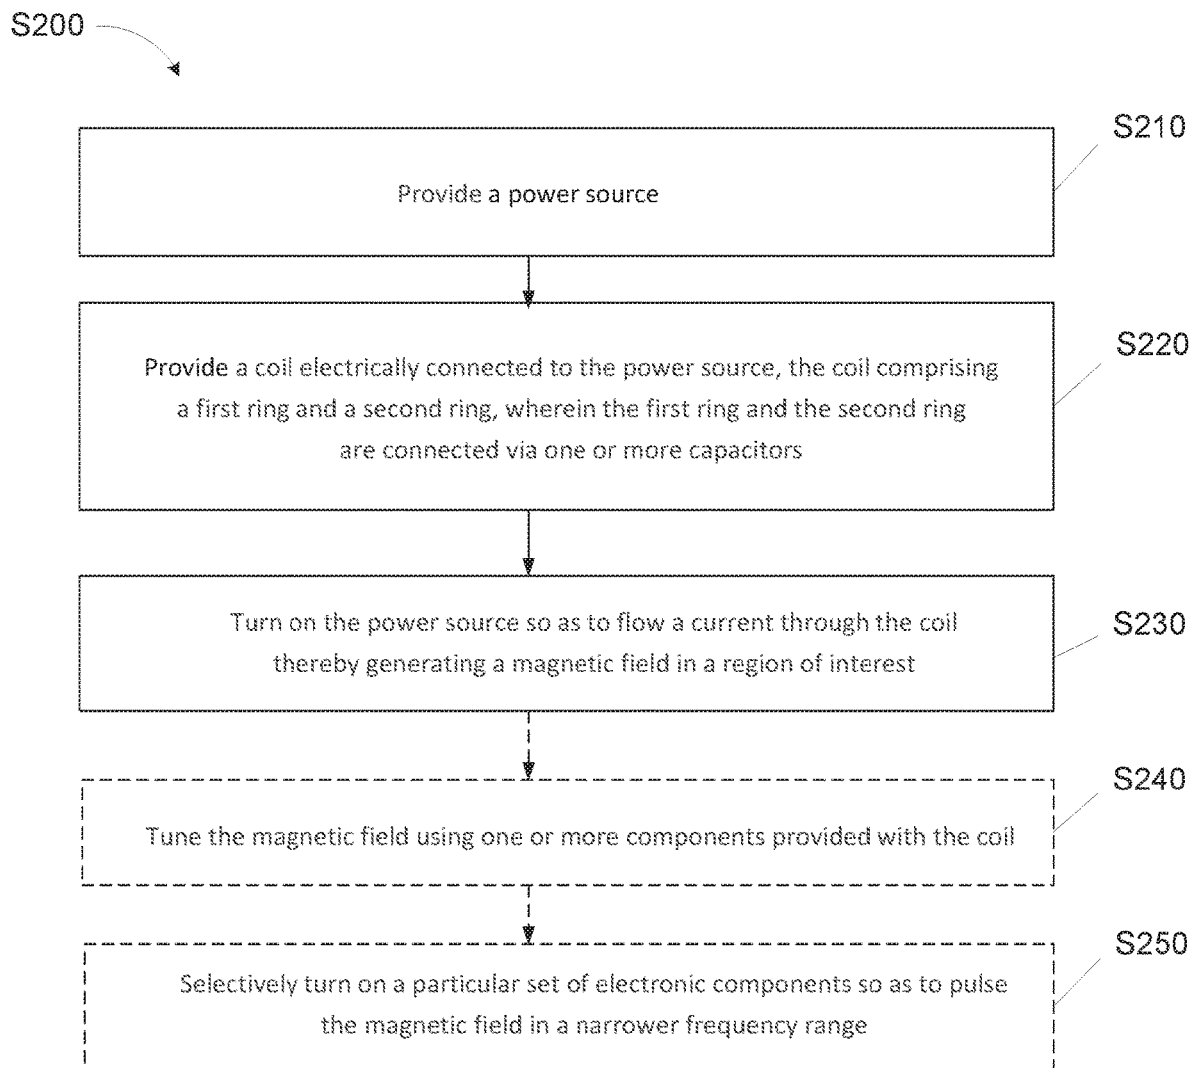 S200
S210
Provide a power source
S220
Provide a coil electrically connected to the power source, the coil comprising
a first ring and a second ring, wherein the first ring and the second ring
are connected via one or more capacitors
S230
Turn on the power source so as to flow a current through the coil
thereby generating a magnetic field in a region of interest
S240
Tune the magnetic field using one or more components provided with the coil
S250
Selectively turn on a particular set of electronic components so as to pulse
the magnetic field in a narrower frequency range